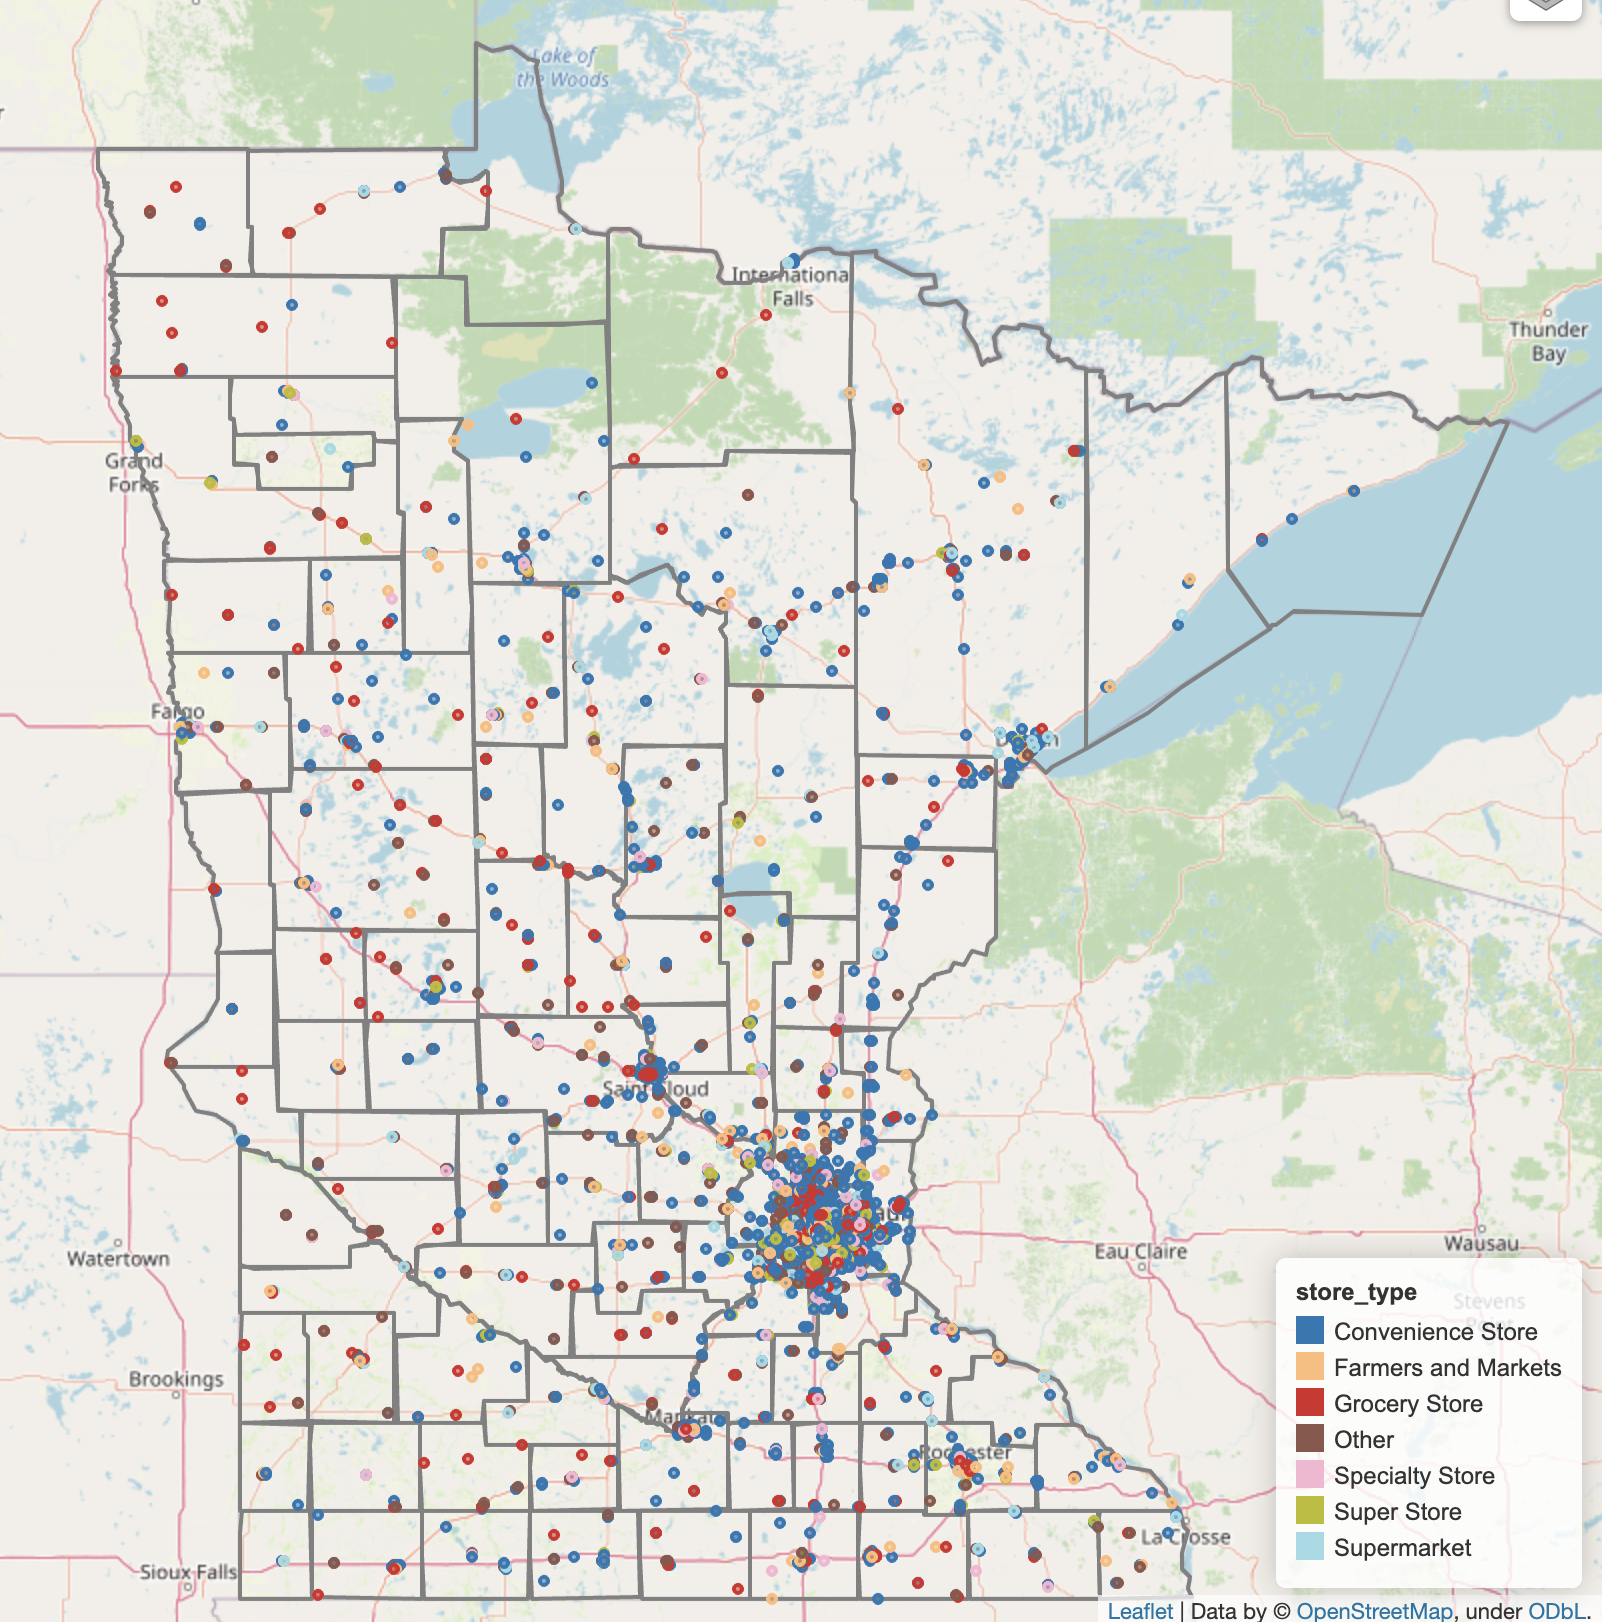 Lake of
the Woods
International
Falls
Thunder
Bay
Grand
Forks
Fargo
Saint Cloud
Watertown
Eau Claire
Wausau
Stevens
Brookings
Rochester
La Crosse
Sioux Falls
store_type
Convenience Store
Farmers and Markets
Grocery Store
Other
Specialty Store
Super Store
Supermarket
Leaflet | Data by © OpenStreetMap, under ODbL.